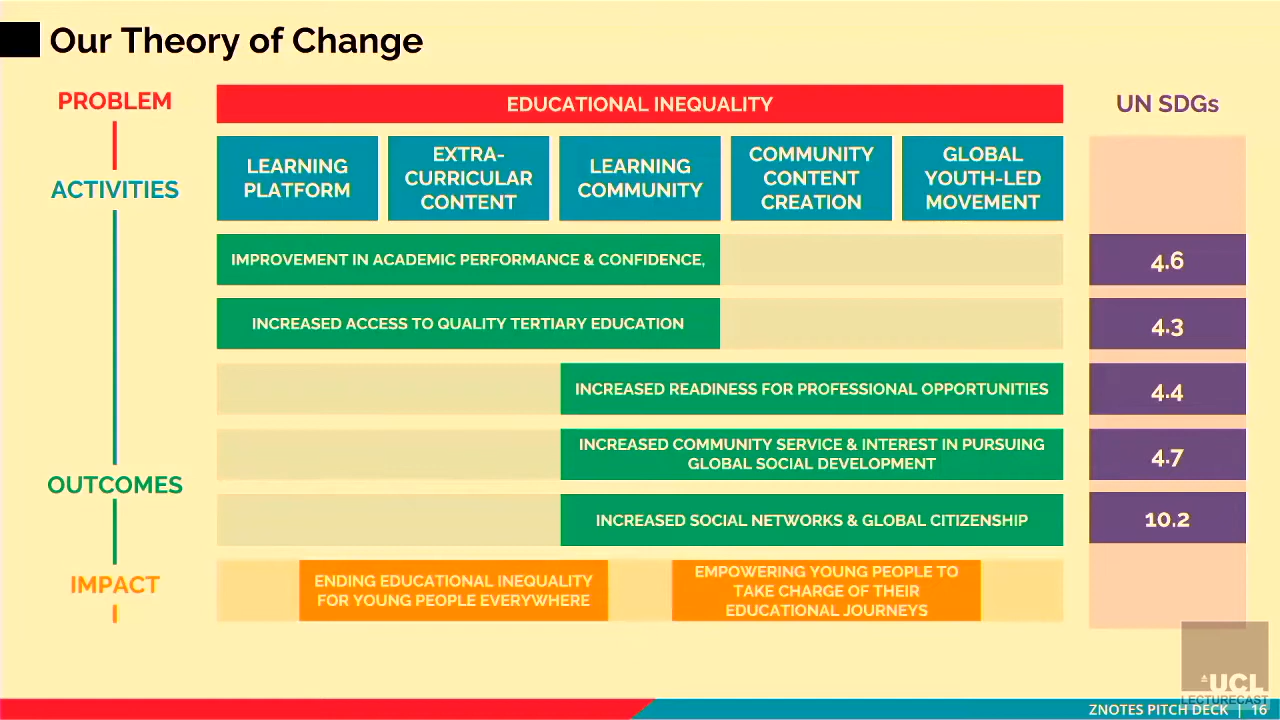 Our Theory of Change
PROBLEM
EDUCATIONAL INEQUALITY
UN SDGs
ACTIVITIES
LEARNING
PLATFORM
EXTRA-
CURRICULAR
CONTENT
LEARNING
COMMUNITY
COMMUNITY
CONTENT
CREATION
GLOBAL
YOUTH-LED
MOVEMENT
IMPROVEMENT IN ACADEMIC PERFORMANCE & CONFIDENCE,
4.6
INCREASED ACCESS TO QUALITY TERTIARY EDUCATION
4.3
INCREASED READINESS FOR PROFESSIONAL OPPORTUNITIES
4.4
OUTCOMES
INCREASED COMMUNITY SERVICE & INTEREST IN PURSUING
GLOBAL SOCIAL DEVELOPMENT
4.7
INCREASED SOCIAL NETWORKS & GLOBAL CITIZENSHIP
10.2
IMPACT
ENDING EDUCATIONAL INEQUALITY
FOR YOUNG PEOPLE EVERYWHERE
EMPOWERING YOUNG PEOPLE TO
TAKE CHARGE OF THEIR
EDUCATIONAL JOURNEYS
UCL
LECTURECAST
ZNOTES PITCH DECK | 16